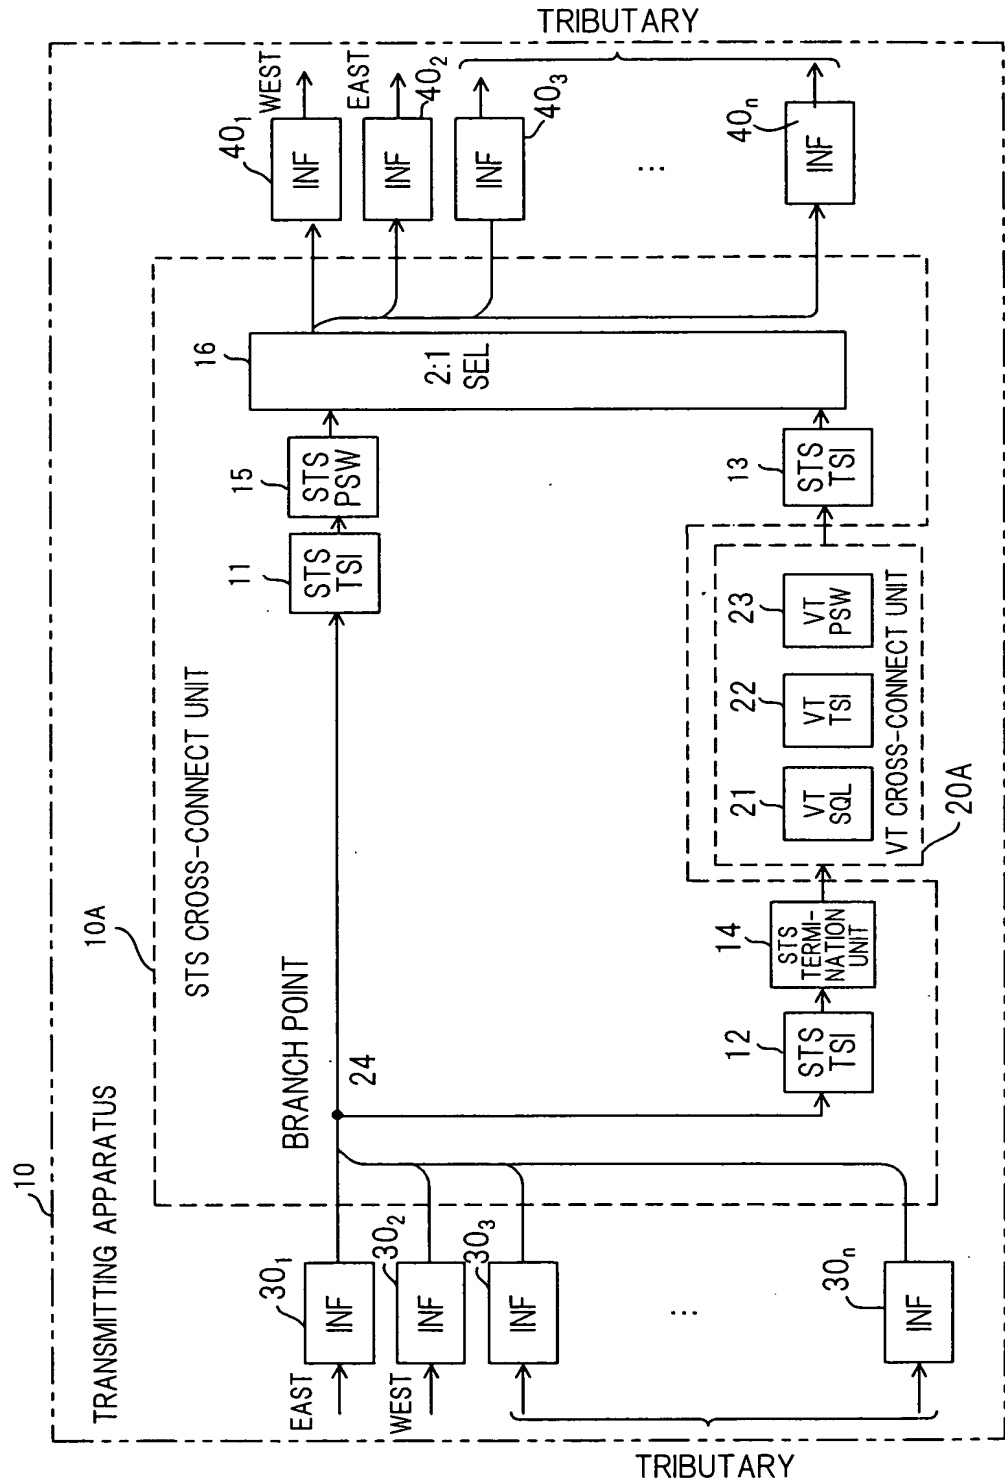 TRIBUTARY
10
TRANSMITTING APPARATUS
10A
STS CROSS-CONNECT UNIT
EAST
30₁
INF
WEST
30₂
INF
30₃
INF
...
30ₙ
INF
TRIBUTARY
BRANCH POINT
24
11
STS
TSI
15
STS
PSW
16
2:1
SEL
12
STS
TSI
14
STS
TERMI-
NATION
UNIT
21
VT
SQL
22
VT
TSI
23
VT
PSW
VT CROSS-CONNECT UNIT
20A
13
STS
TSI
40₁
INF
WEST
40₂
INF
EAST
40₃
INF
...
40ₙ
INF